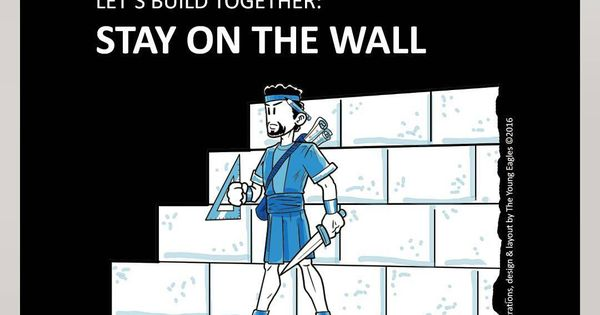 LET'S BUILD TOGETHER:
STAY ON THE WALL
rations, design & layout by The Young Eagles ©2016